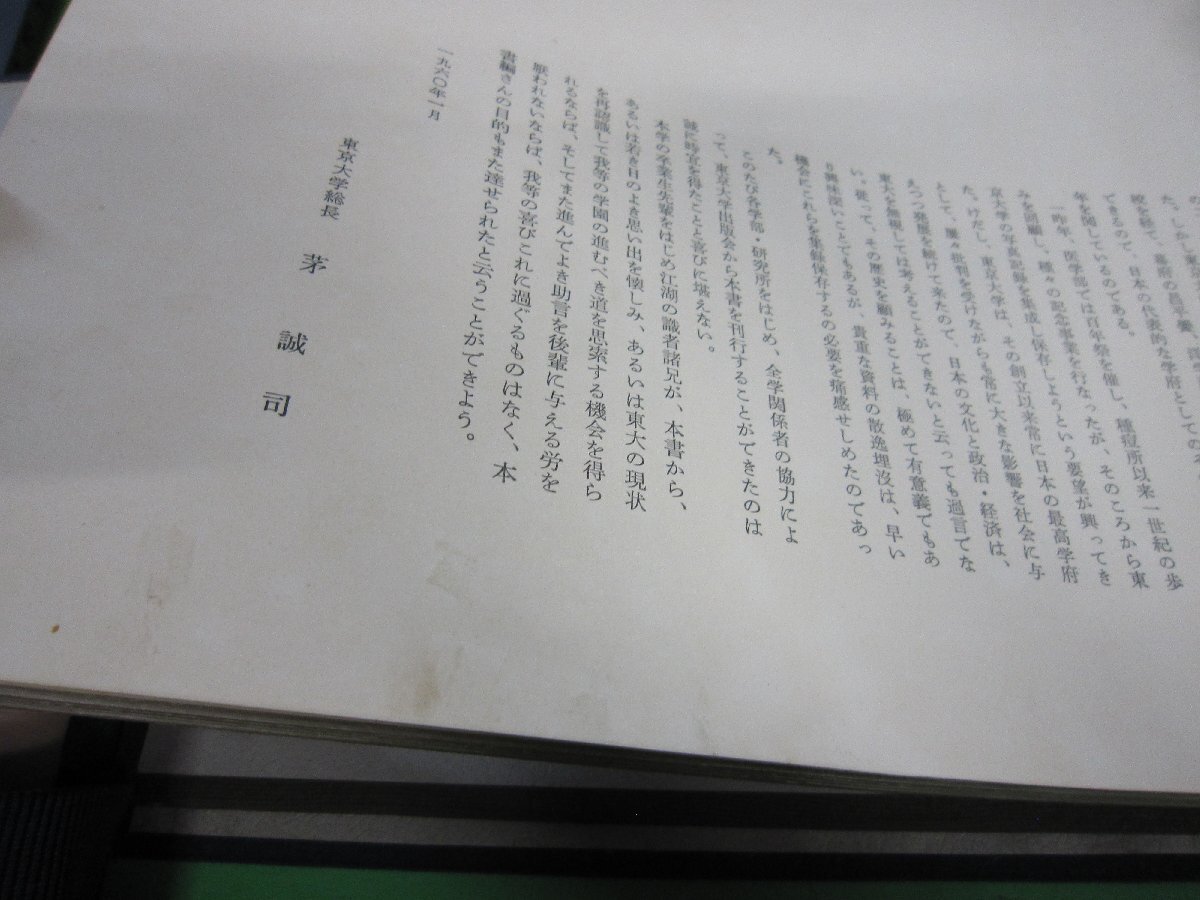 た。しかし東
校を経て、幕府の昌平黌
できるので、日本の代表的な学府としての
年を閲しているのである。
一昨年、医学部では百年祭を催し、種痘所以来一世紀の歩
みを回顧し、種々の記念事業を行なったが、そのころから東
京大学の写真記録を集成し保存しようという要望が興ってき
た。けだし、東京大学は、その創立以来常に日本の最高学府
として、屡々批判を受けながらも常に大きな影響を社会に与
えつつ発展を続けて来たので、日本の文化と政治・経済は、
東大を無視しては考えることができないと云っても過言でな
い。従って、その歴史を顧みることは、極めて有意義でもあ
り興味深いことでもあるが、貴重な資料の散逸埋没は、早い
機会にこれらを集録保存するの必要を痛感せしめたのであっ
た。
このたび各学部・研究所をはじめ、全学関係者の協力によ
って、東京大学出版会から本書を刊行することができたのは
誠に時宜を得たことと喜びに堪えない。
本学の卒業生先輩をはじめ江湖の識者諸兄が、本書から、
あるいは若き日のよき思い出を懐しみ、あるいは東大の現状
を再認識して我等の学園の進むべき道を思索する機会を得ら
れるならば、そしてまた進んでよき助言を後輩に与える労を
厭われないならば、我等の喜びこれに過ぐるものはなく、本
書編さんの目的もまた達せられたと云うことができよう。
一九六〇年一月
東京大学総長 茅誠司